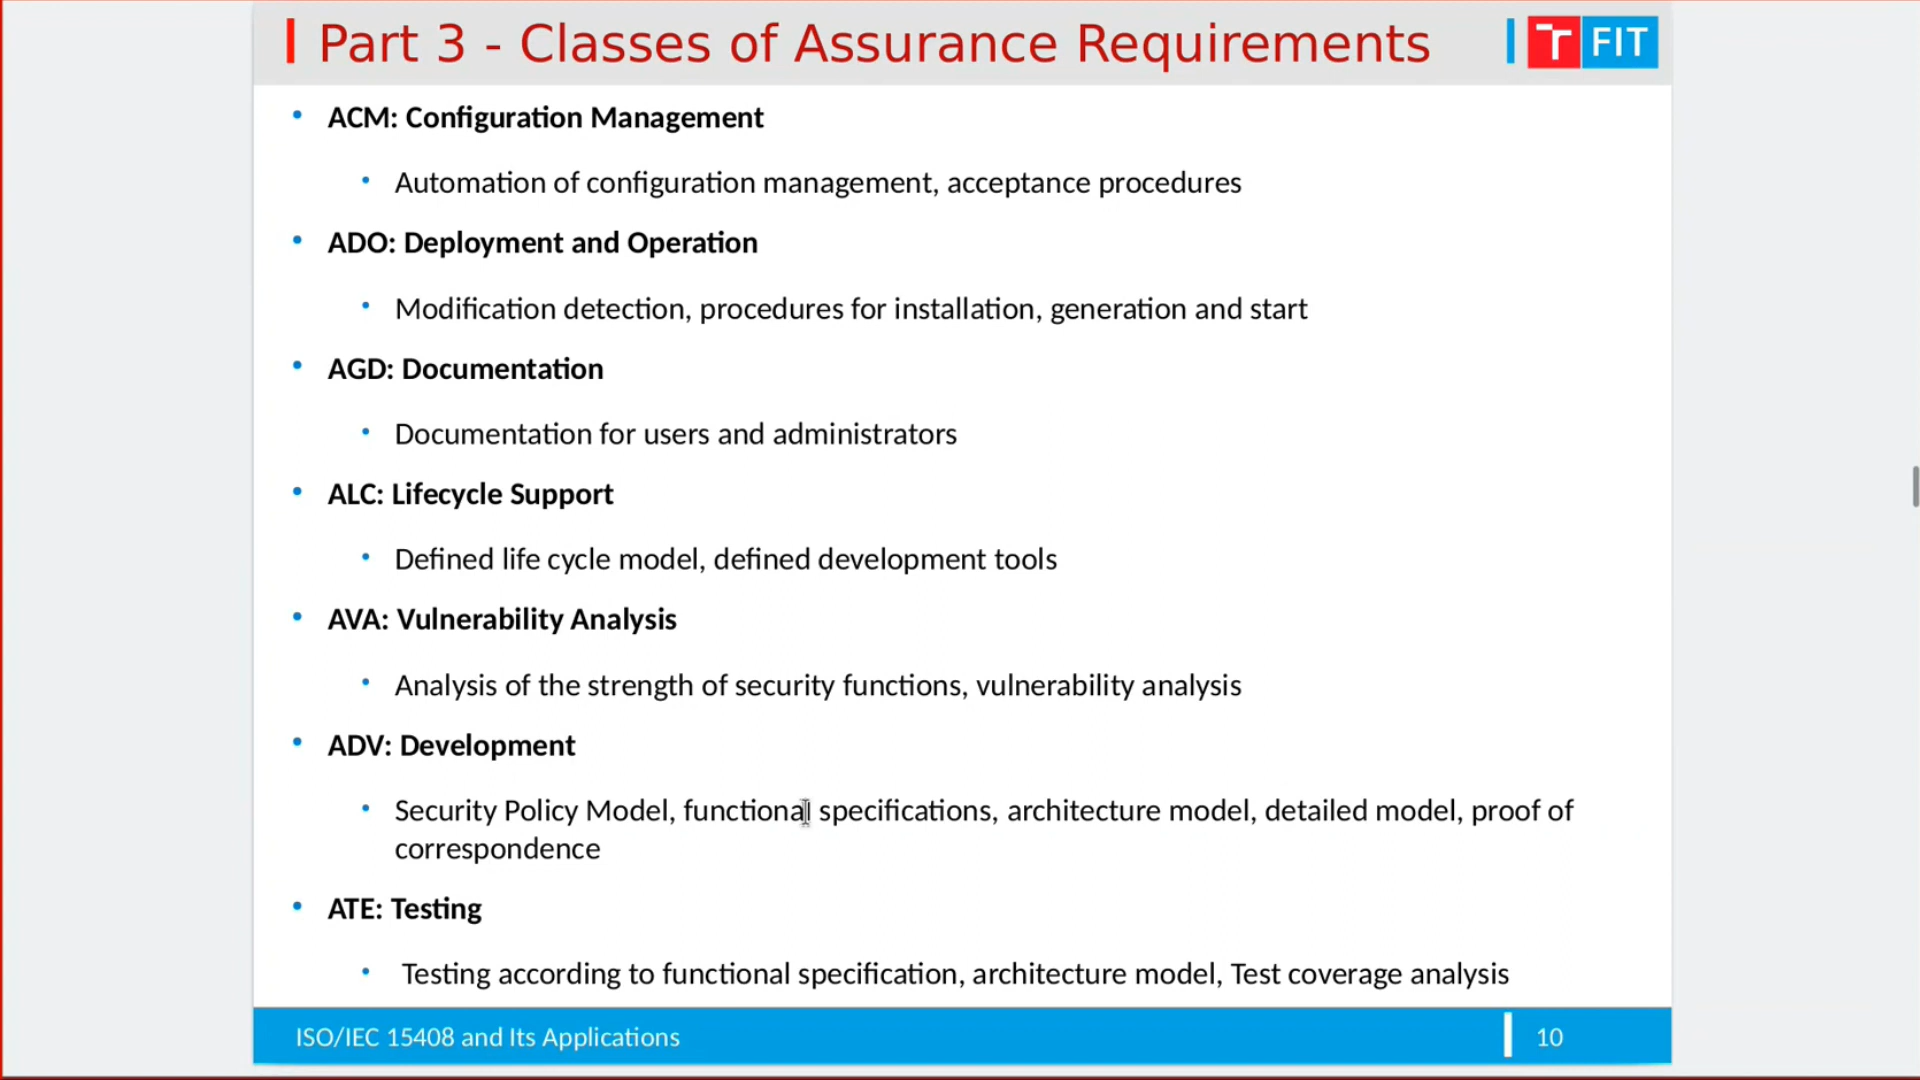 Part 3 - Classes of Assurance Requirements
T FIT
• ACM: Configuration Management
• Automation of configuration management, acceptance procedures
• ADO: Deployment and Operation
• Modification detection, procedures for installation, generation and start
• AGD: Documentation
• Documentation for users and administrators
• ALC: Lifecycle Support
• Defined life cycle model, defined development tools
• AVA: Vulnerability Analysis
• Analysis of the strength of security functions, vulnerability analysis
• ADV: Development
• Security Policy Model, functional specifications, architecture model, detailed model, proof of
correspondence
• ATE: Testing
• Testing according to functional specification, architecture model, Test coverage analysis
ISO/IEC 15408 and Its Applications
10